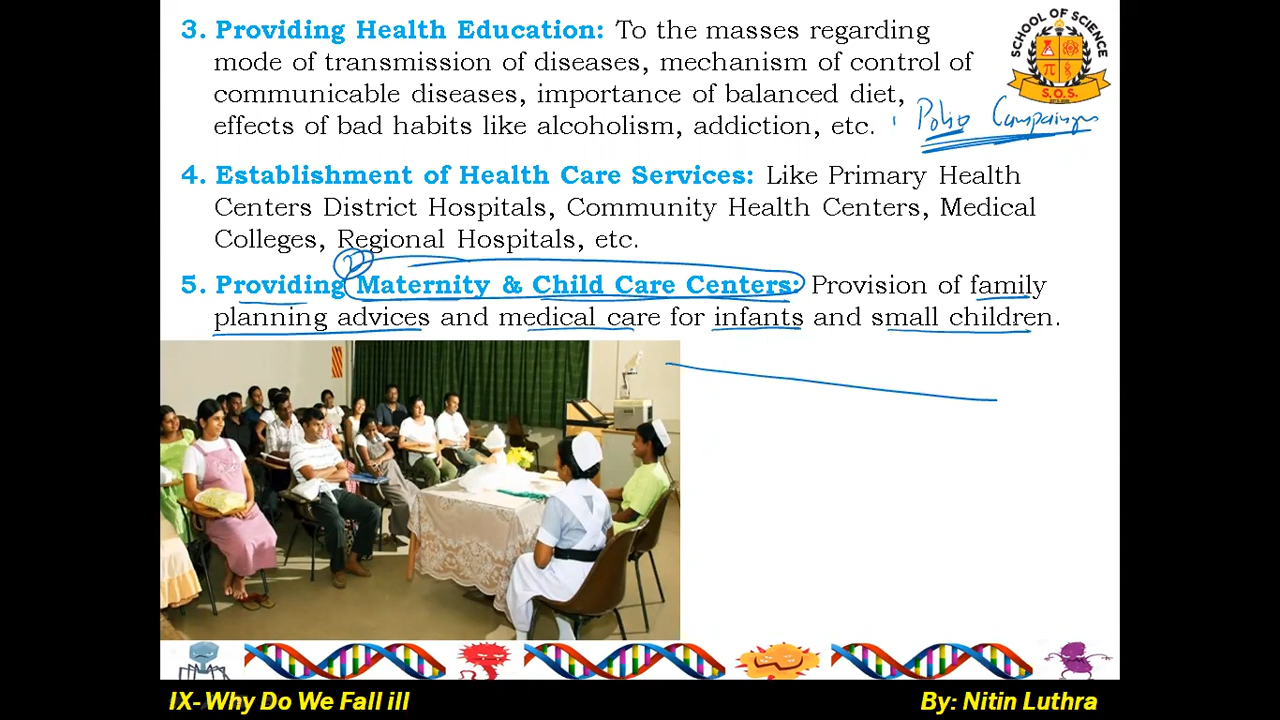 3. Providing Health Education: To the masses regarding
mode of transmission of diseases, mechanism of control of
communicable diseases, importance of balanced diet,
effects of bad habits like alcoholism, addiction, etc.
SCHOOL OF SCIENCE
π
S.O.S.
Polio Campaings
4. Establishment of Health Care Services: Like Primary Health
Centers District Hospitals, Community Health Centers, Medical
Colleges, Regional Hospitals, etc.
5. Providing Maternity & Child Care Centers: Provision of family
planning advices and medical care for infants and small children.
IX-Why Do We Fall ill
By: Nitin Luthra